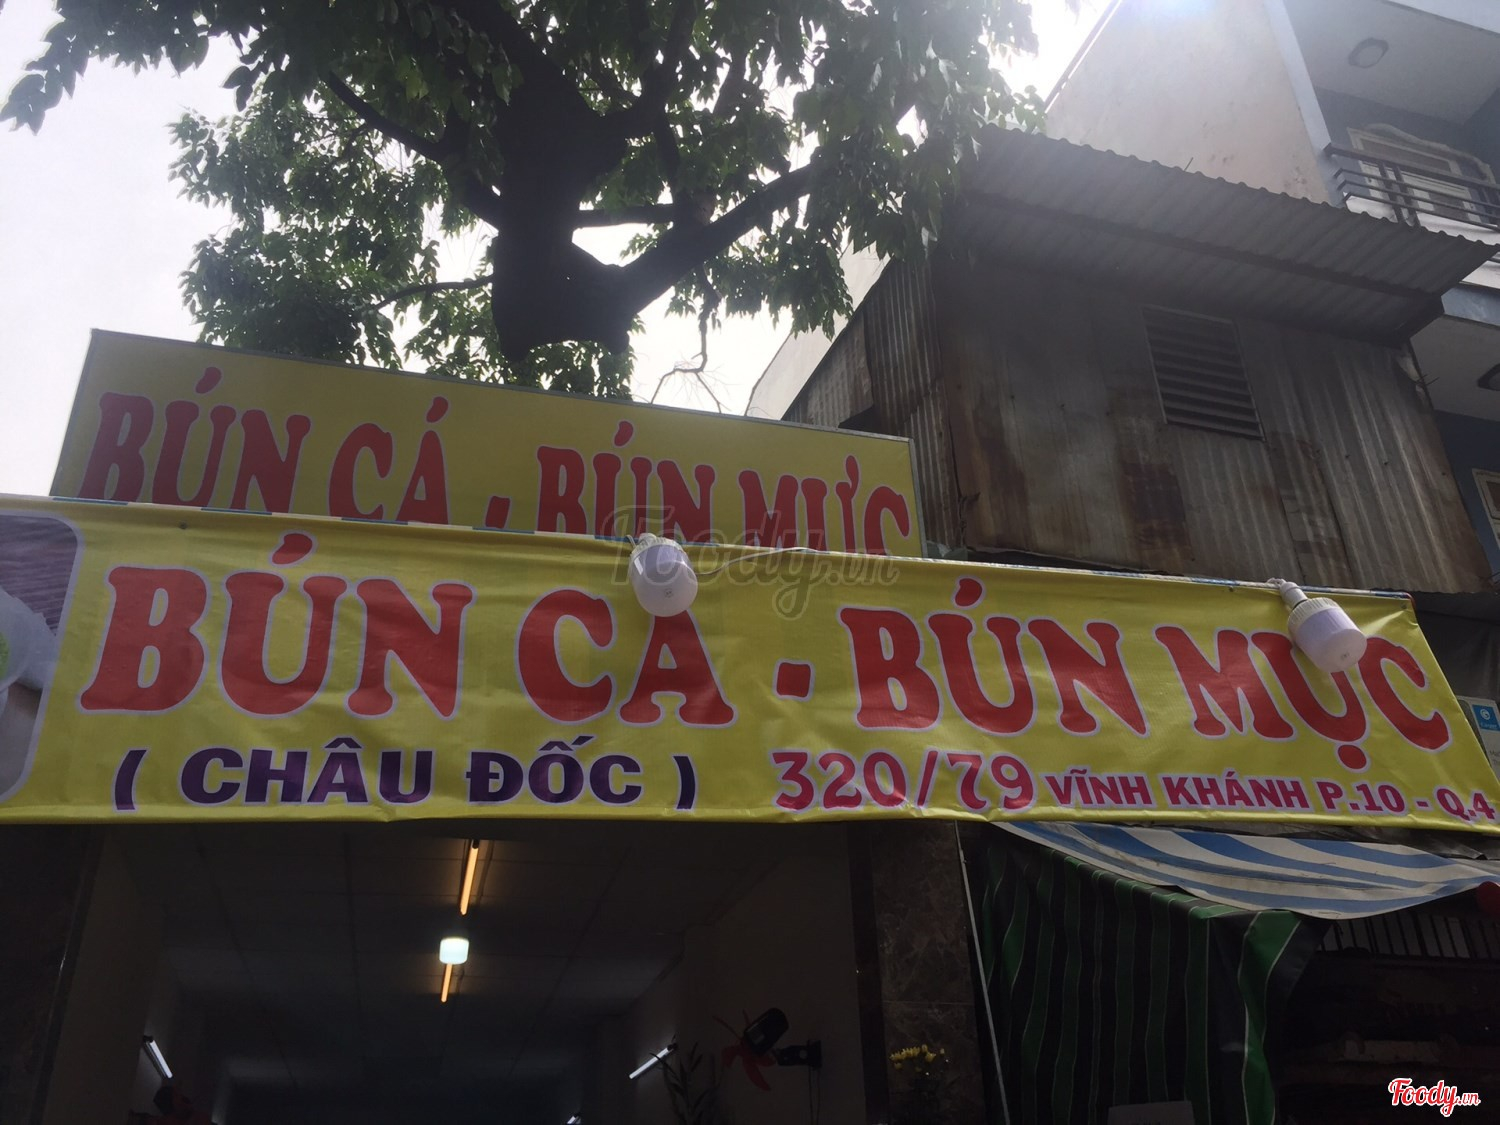 BÚN CÁ - BÚN MỰC
BÚN CÁ - BÚN MỰC
( CHÂU ĐỐC ) 320/79 VĨNH KHÁNH P.10 - Q.4
Foody.vn
Foody.vn